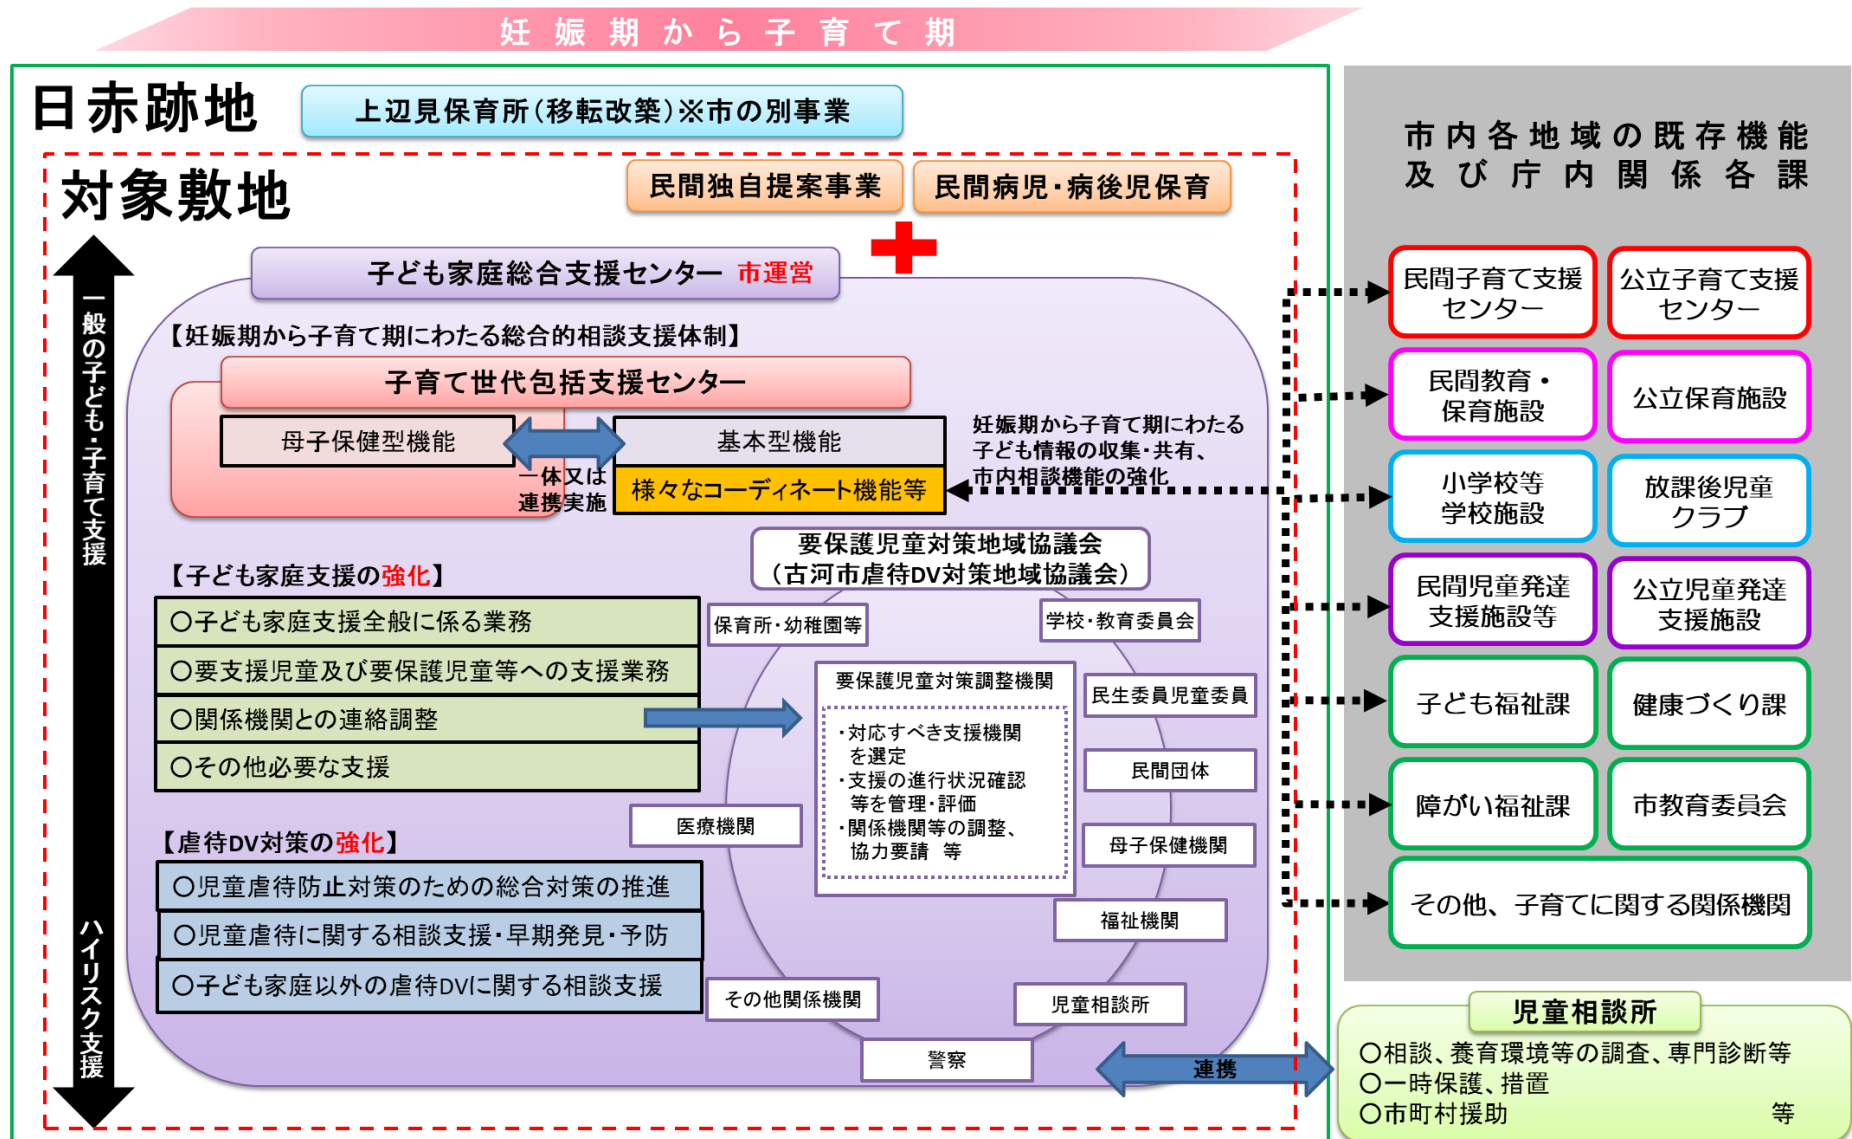 妊娠期から子育て期
日赤跡地
上辺見保育所(移転改築)※市の別事業
対象敷地
民間独自提案事業
民間病児・病後児保育
一般の子ども・子育て支援
ハイリスク支援
子ども家庭総合支援センター 市運営
【妊娠期から子育て期にわたる総合的相談支援体制】
子育て世代包括支援センター
母子保健型機能
基本型機能
一体又は
連携実施
様々なコーディネート機能等
妊娠期から子育て期にわたる
子ども情報の収集・共有、
市内相談機能の強化
【子ども家庭支援の強化】
〇子ども家庭支援全般に係る業務
〇要支援児童及び要保護児童等への支援業務
〇関係機関との連絡調整
〇その他必要な支援
【虐待DV対策の強化】
〇児童虐待防止対策のための総合対策の推進
〇児童虐待に関する相談支援・早期発見・予防
〇子ども家庭以外の虐待DVに関する相談支援
要保護児童対策地域協議会
(古河市虐待DV対策地域協議会)
保育所・幼稚園等
学校・教育委員会
要保護児童対策調整機関
・対応すべき支援機関
を選定
・支援の進行状況確認
等を管理・評価
・関係機関等の調整、
協力要請 等
民生委員児童委員
民間団体
医療機関
母子保健機関
福祉機関
その他関係機関
児童相談所
警察
連携
市内各地域の既存機能
及び庁内関係各課
民間子育て支援
センター
公立子育て支援
センター
民間教育・
保育施設
公立保育施設
小学校等
学校施設
放課後児童
クラブ
民間児童発達
支援施設等
公立児童発達
支援施設
子ども福祉課
健康づくり課
障がい福祉課
市教育委員会
その他、子育てに関する関係機関
児童相談所
〇相談、養育環境等の調査、専門診断等
〇一時保護、措置
〇市町村援助 等